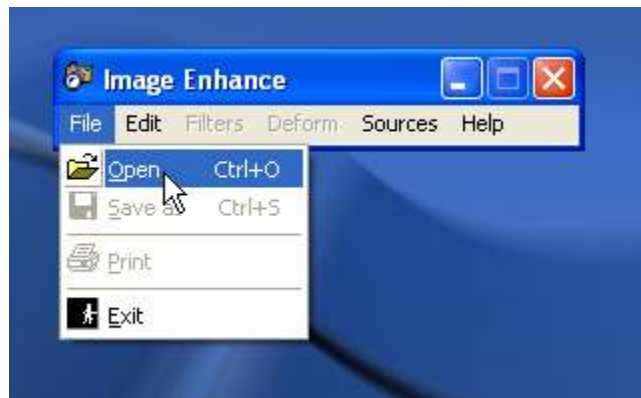 Image Enhance
File Edit Filters Deform Sources Help
Open Ctrl+O
Save as Ctrl+S
Print
Exit